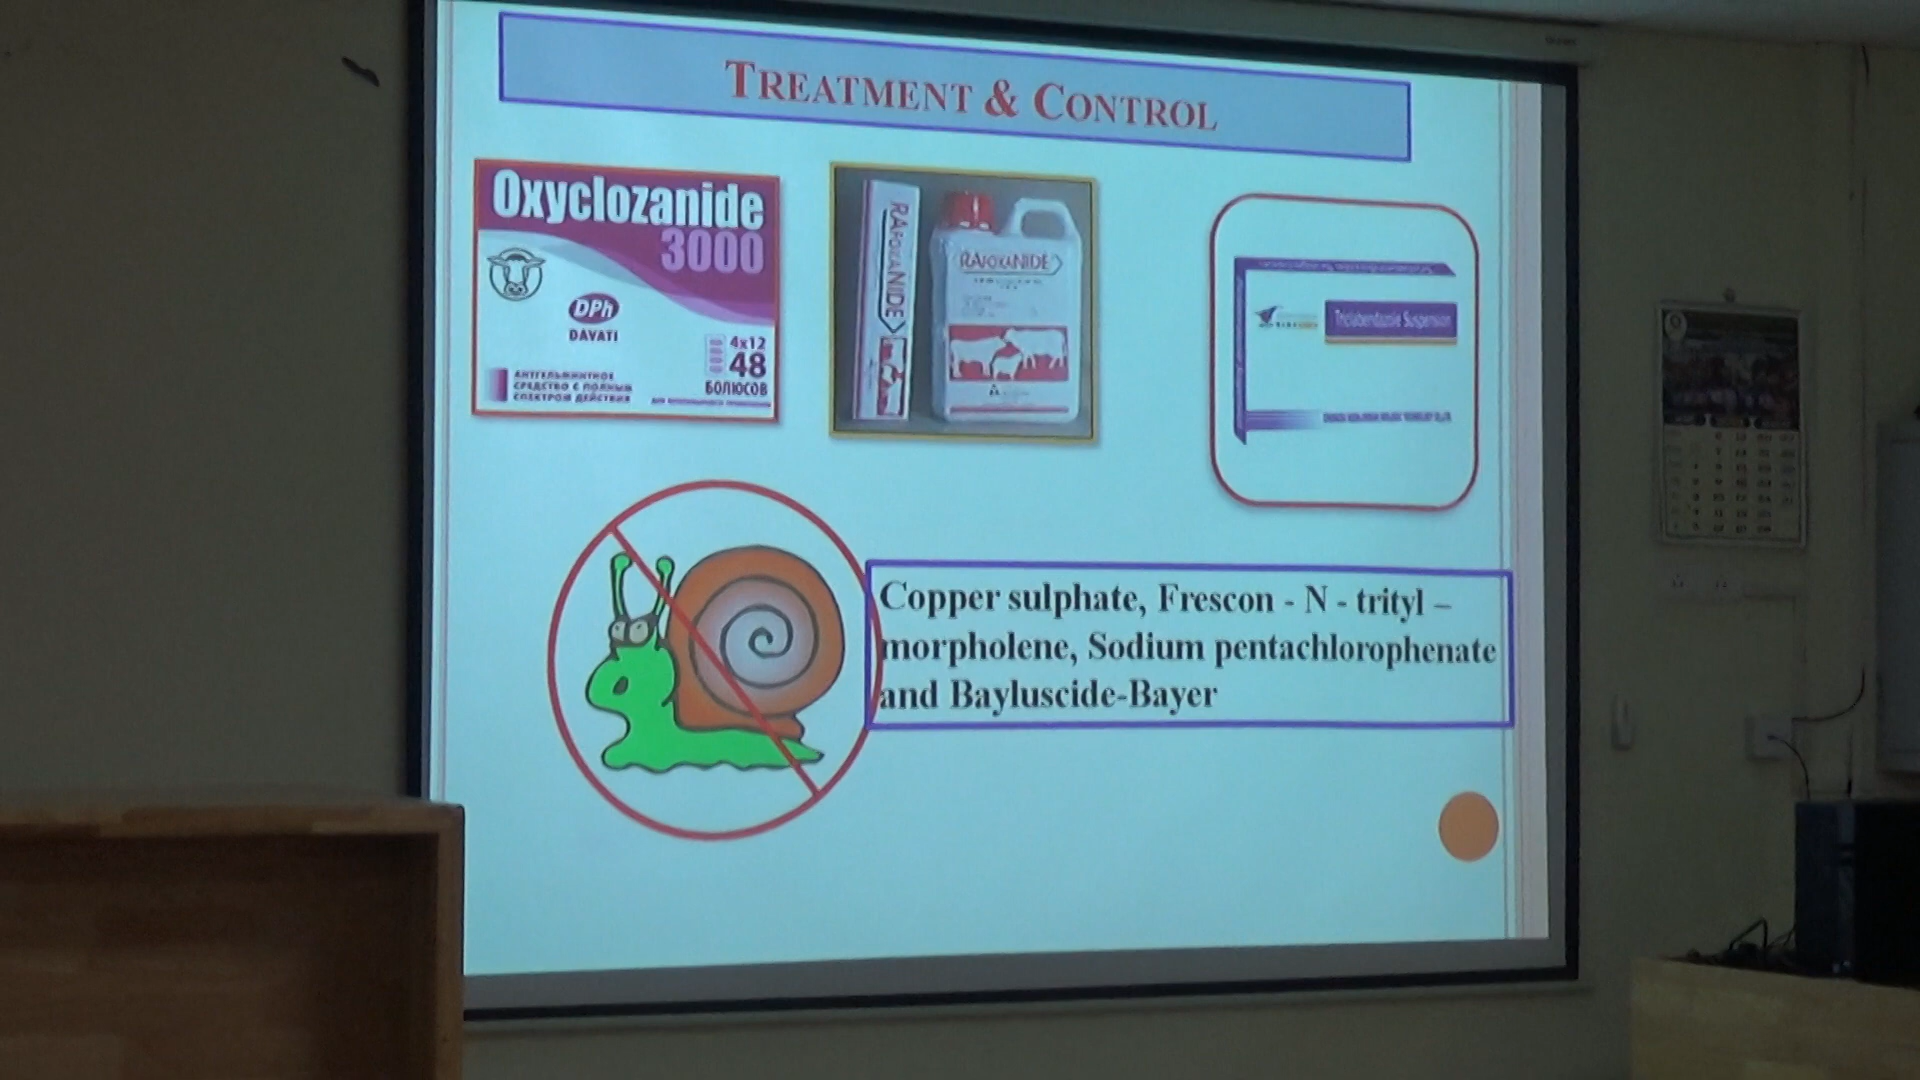 TREATMENT & CONTROL
Oxyclozanide
3000
DPh
DAVATI
4x12
48
БОЛЮСОВ
АНТГЕЛЬМИНТНОЕ
СРЕДСТВО С ПОЛНЫМ
СПЕКТРОМ ДЕЙСТВИЯ
RAFOXANIDE
RAFOXANIDE
Triclabendazole Suspension
Copper sulphate, Frescon - N - trityl –
morpholene, Sodium pentachlorophenate
and Bayluscide-Bayer